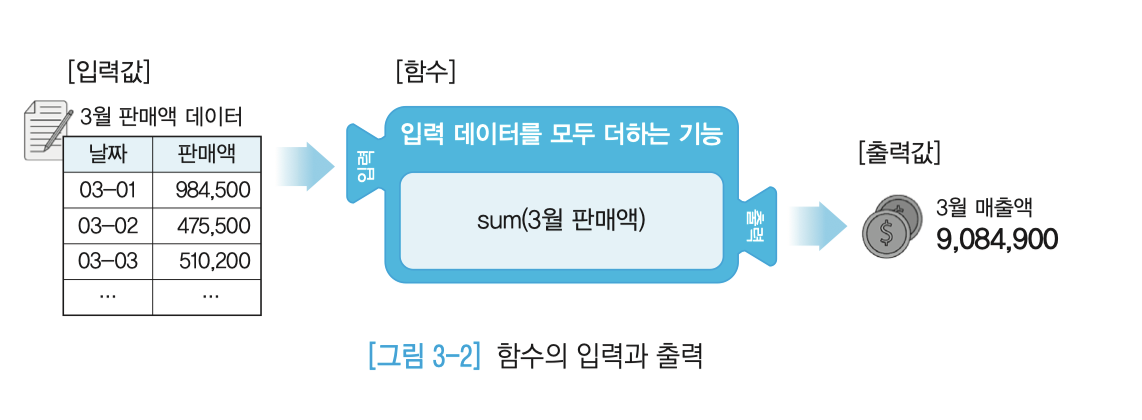 [입력값]
3월 판매액 데이터
날짜 판매액
03-01 984,500
03-02 475,500
03-03 510,200
... ...
[함수]
입력
입력 데이터를 모두 더하는 기능
sum(3월 판매액)
출력
[출력값]
3월 매출액
9,084,900
[그림 3-2] 함수의 입력과 출력